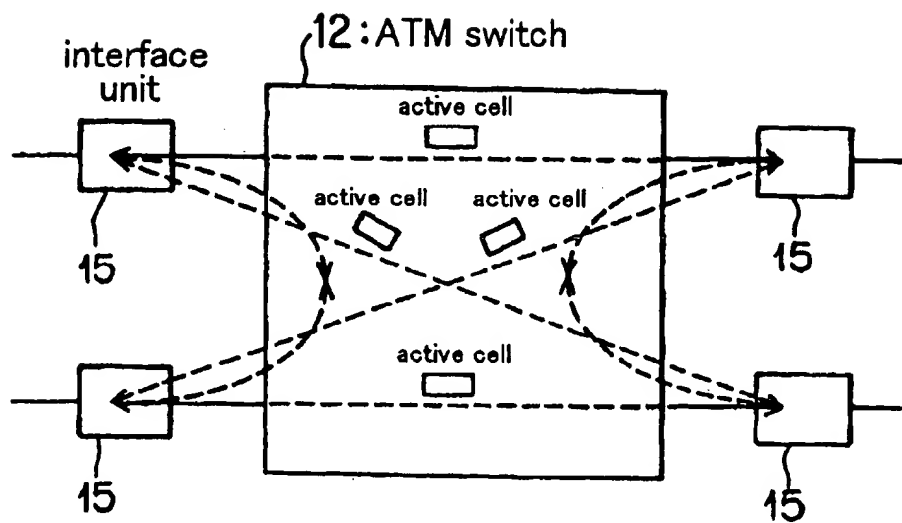 12:ATM switch
interface
unit
active cell
active cell
active cell
15
15
active cell
15
15